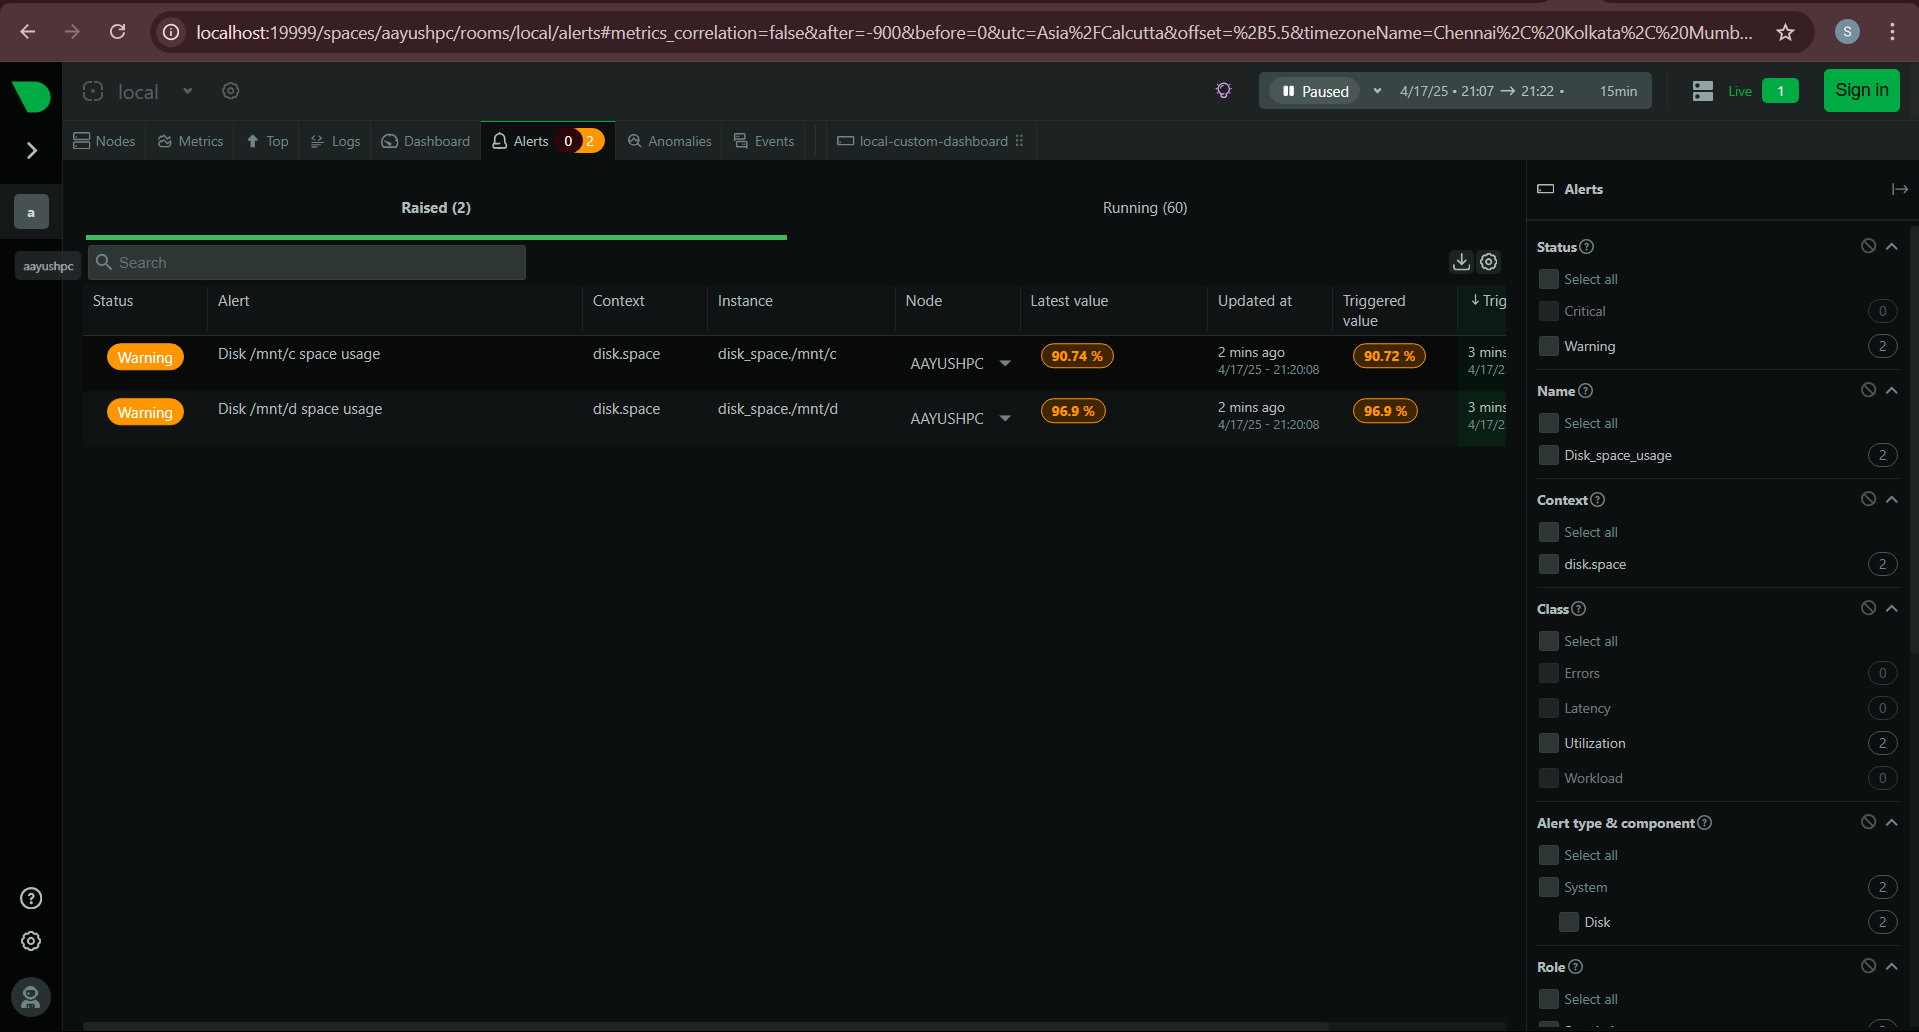 localhost:19999/spaces/aayushpc/rooms/local/alerts#metrics_correlation=false&after=-900&before=0&utc=Asia%2FCalcutta&offset=%2B5.5&timezoneName=Chennai%2C%20Kolkata%2C%20Mumb...
S
local
Paused
4/17/25 • 21:07 → 21:22 •
15min
Live
1
Sign in
Nodes
Metrics
Top
Logs
Dashboard
Alerts
0
2
Anomalies
Events
local-custom-dashboard
a
aayushpc
Raised (2)
Running (60)
Search
Status
Alert
Context
Instance
Node
Latest value
Updated at
Triggered value
↓ Trig
Warning
Disk /mnt/c space usage
disk.space
disk_space./mnt/c
AAYUSHPC
90.74 %
2 mins ago
4/17/25 - 21:20:08
90.72 %
3 mins
4/17/2
Warning
Disk /mnt/d space usage
disk.space
disk_space./mnt/d
AAYUSHPC
96.9 %
2 mins ago
4/17/25 - 21:20:08
96.9 %
3 mins
4/17/2
Alerts
Status
Select all
Critical 0
Warning 2
Name
Select all
Disk_space_usage 2
Context
Select all
disk.space 2
Class
Select all
Errors 0
Latency 0
Utilization 2
Workload 0
Alert type & component
Select all
System 2
Disk 2
Role
Select all